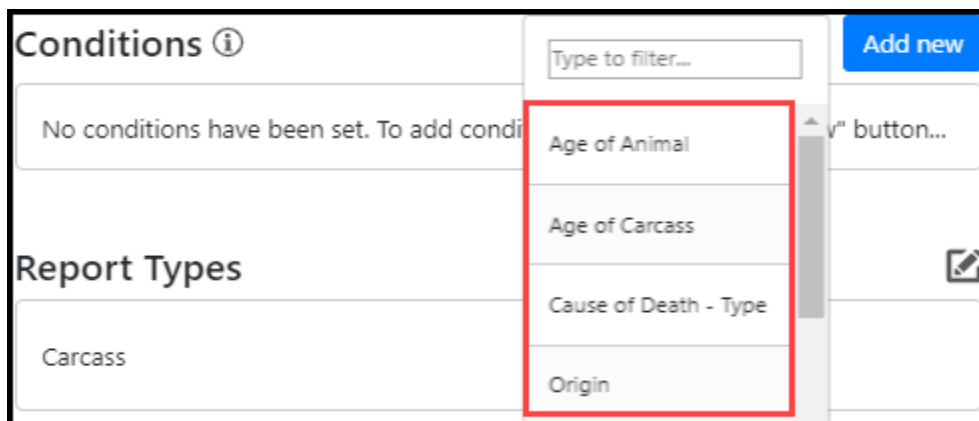 Conditions ⓘ
Type to filter...
Add new
No conditions have been set. To add condi
" button...
Age of Animal
Age of Carcass
Report Types
Cause of Death - Type
Carcass
Origin